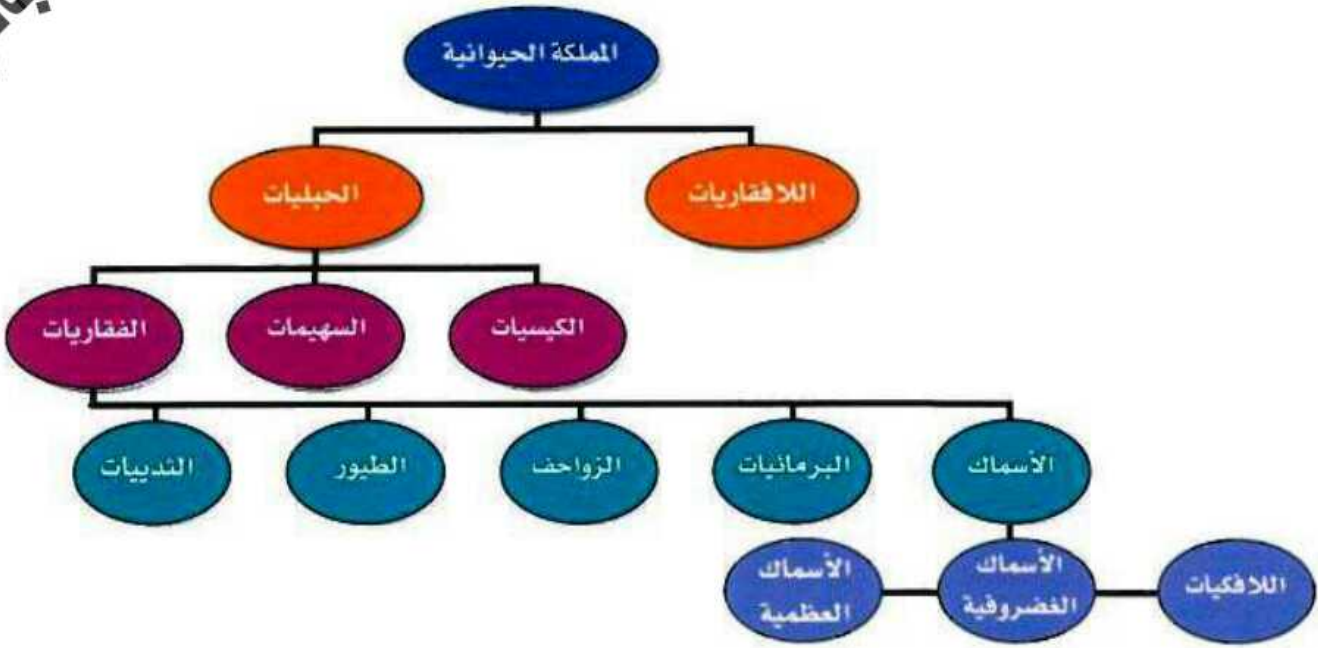 المملكة الحيوانية
اللافقاريات
الحبليات
الكيسيات
السهيمات
الفقاريات
الأسماك
البرمائيات
الزواحف
الطيور
الثدييات
اللافكيات
الأسماك
الغضروفية
الأسماك
العظمية